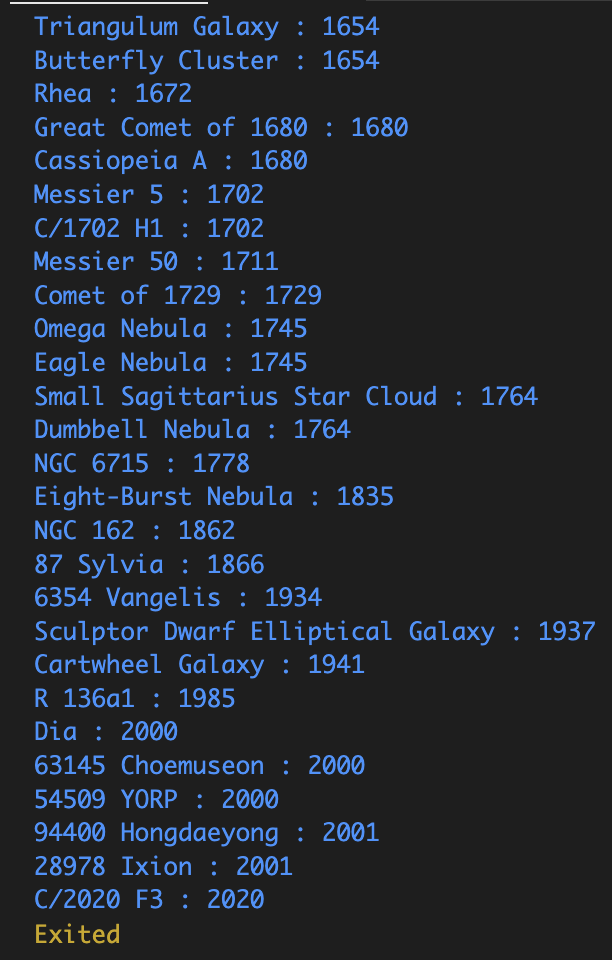 Triangulum Galaxy : 1654
Butterfly Cluster : 1654
Rhea : 1672
Great Comet of 1680 : 1680
Cassiopeia A : 1680
Messier 5 : 1702
C/1702 H1 : 1702
Messier 50 : 1711
Comet of 1729 : 1729
Omega Nebula : 1745
Eagle Nebula : 1745
Small Sagittarius Star Cloud : 1764
Dumbbell Nebula : 1764
NGC 6715 : 1778
Eight-Burst Nebula : 1835
NGC 162 : 1862
87 Sylvia : 1866
6354 Vangelis : 1934
Sculptor Dwarf Elliptical Galaxy : 1937
Cartwheel Galaxy : 1941
R 136a1 : 1985
Dia : 2000
63145 Choemuseon : 2000
54509 YORP : 2000
94400 Hongdaeyong : 2001
28978 Ixion : 2001
C/2020 F3 : 2020
Exited